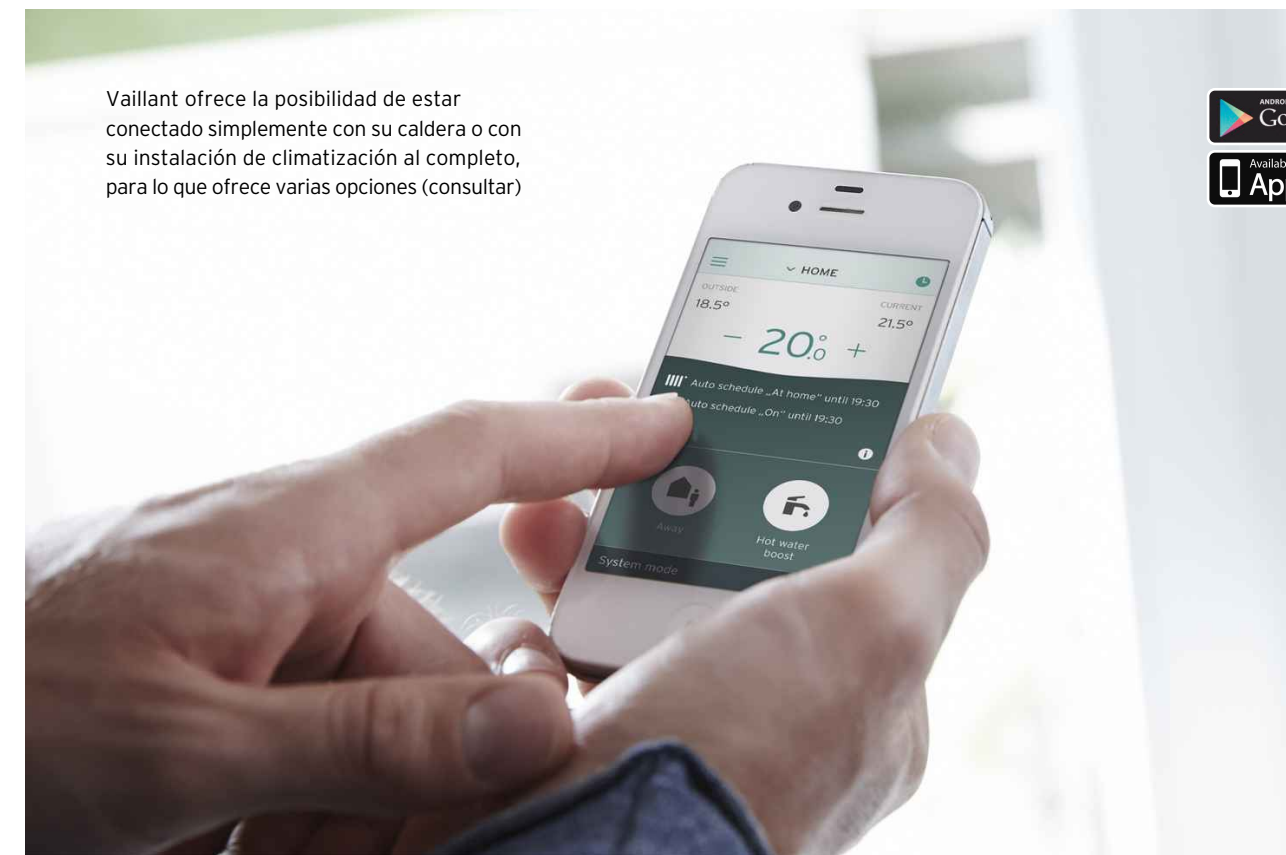 Vaillant ofrece la posibilidad de estar
conectado simplemente con su caldera o con
su instalación de climatización al completo,
para lo que ofrece varias opciones (consultar)
HOME
OUTSIDE
CURRENT
18.5°
21.5°
− 20.0° +
Auto schedule „At home" until 19:30
Auto schedule „On" until 19:30
Away
Hot water
boost
System mode